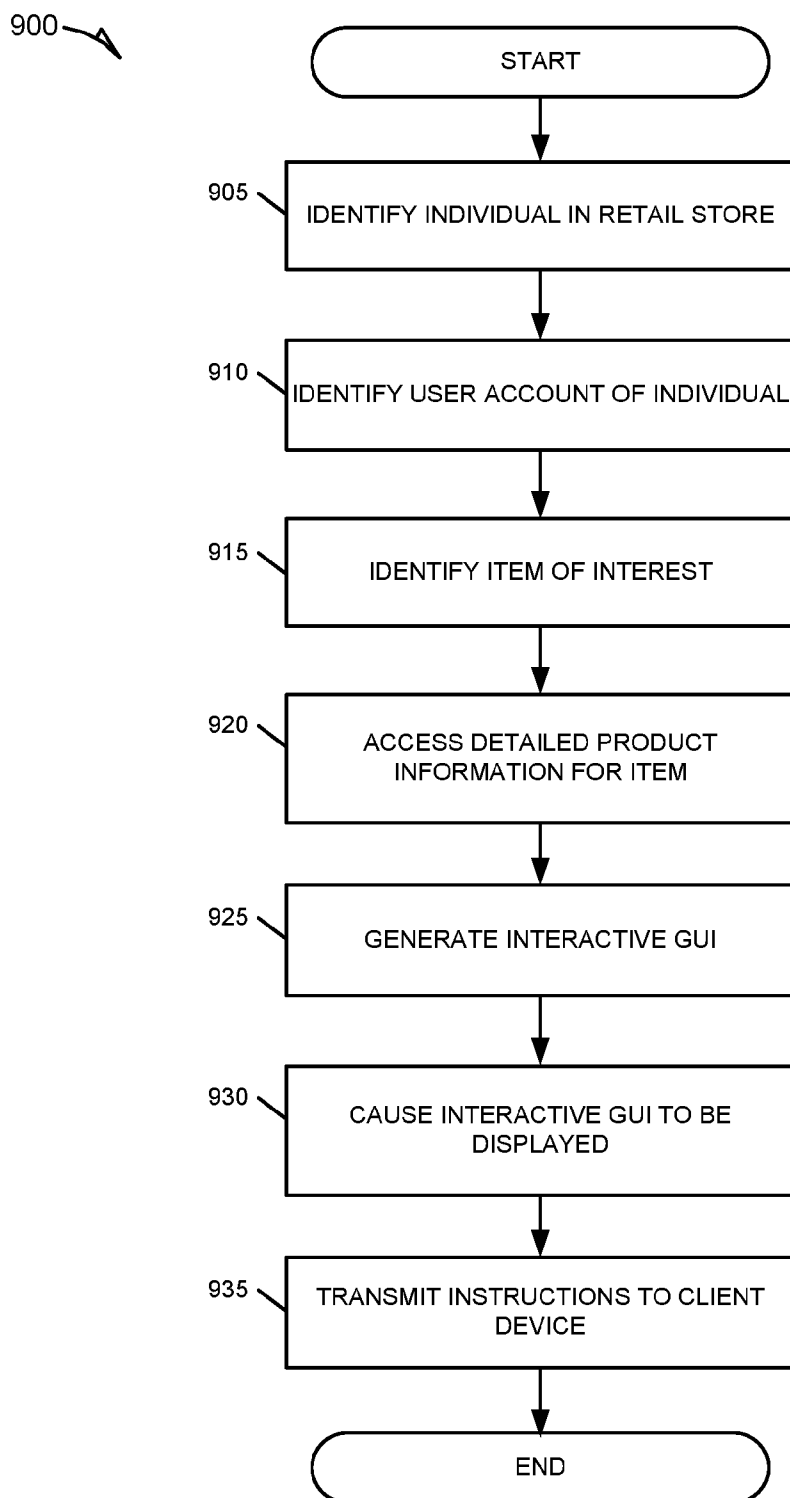 900
START
905
IDENTIFY INDIVIDUAL IN RETAIL STORE
910
IDENTIFY USER ACCOUNT OF INDIVIDUAL
915
IDENTIFY ITEM OF INTEREST
920
ACCESS DETAILED PRODUCT
INFORMATION FOR ITEM
925
GENERATE INTERACTIVE GUI
930
CAUSE INTERACTIVE GUI TO BE
DISPLAYED
935
TRANSMIT INSTRUCTIONS TO CLIENT
DEVICE
END